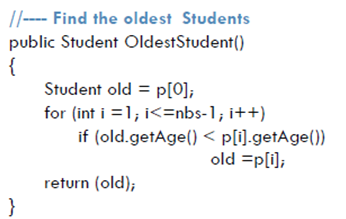 //---- Find the oldest  Students
public Student OldestStudent()
{
Student old = p[0];
for (int i =1; i<=nbs-1; i++)
if (old.getAge() < p[i].getAge())
old =p[i];
return (old);
}